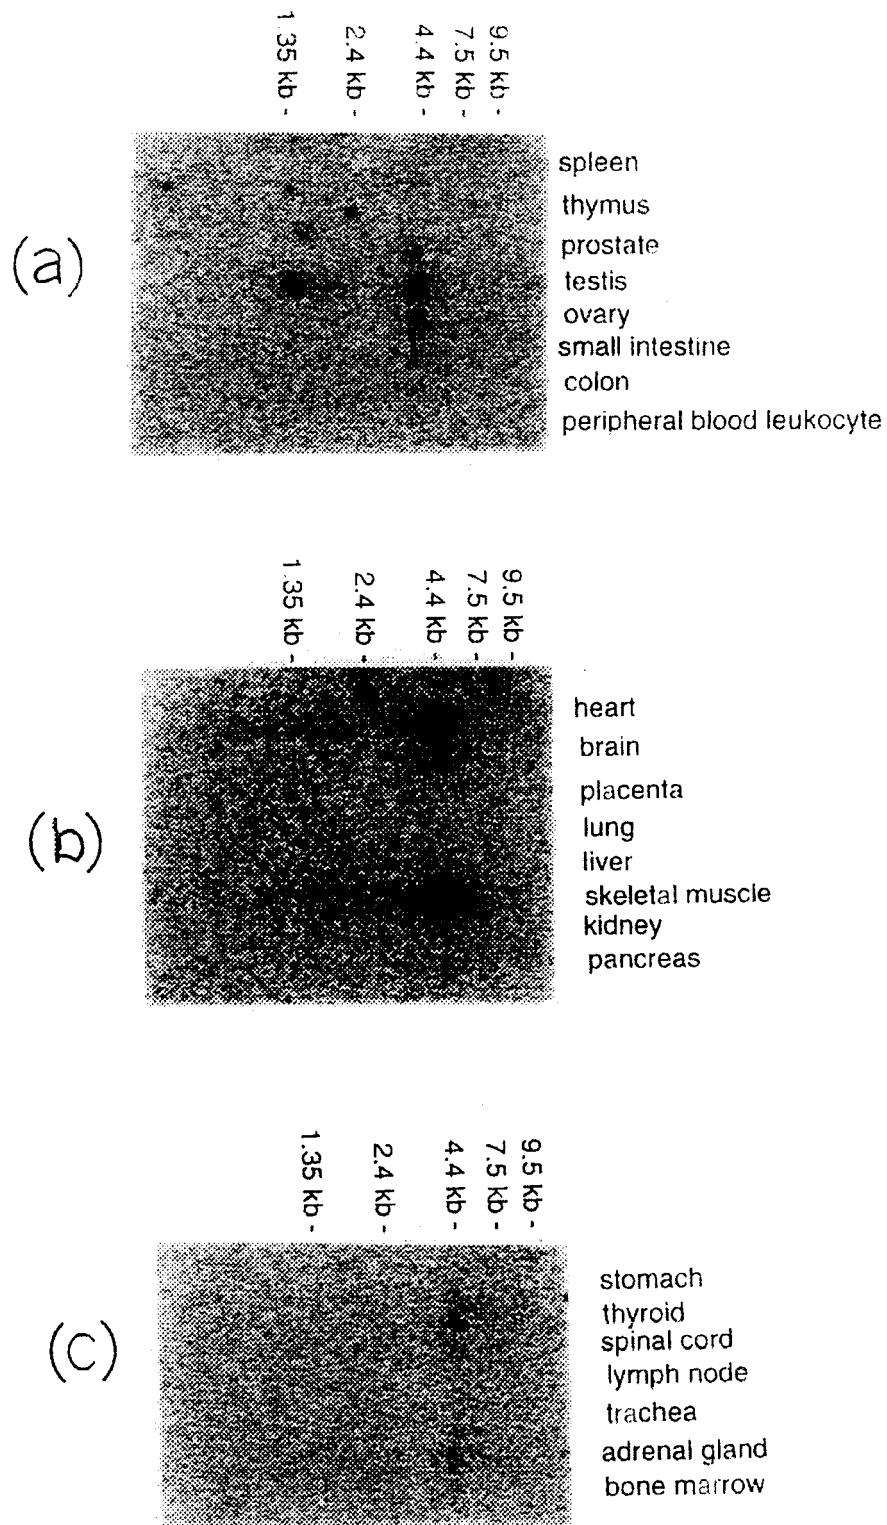 1.35 kb -
2.4 kb -
4.4 kb -
7.5 kb -
9.5 kb -
(a)
spleen
thymus
prostate
testis
ovary
small intestine
colon
peripheral blood leukocyte
1.35 kb -
2.4 kb -
4.4 kb -
7.5 kb -
9.5 kb -
(b)
heart
brain
placenta
lung
liver
skeletal muscle
kidney
pancreas
1.35 kb -
2.4 kb -
4.4 kb -
7.5 kb -
9.5 kb -
(c)
stomach
thyroid
spinal cord
lymph node
trachea
adrenal gland
bone marrow